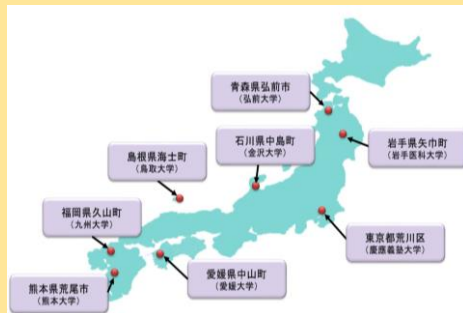 青森県弘前市
(弘前大学)
石川県中島町
(金沢大学)
岩手県矢巾町
(岩手医科大学)
島根県海士町
(鳥取大学)
福岡県久山町
(九州大学)
東京都荒川区
(慶應義塾大学)
熊本県荒尾市
(熊本大学)
愛媛県中山町
(愛媛大学)